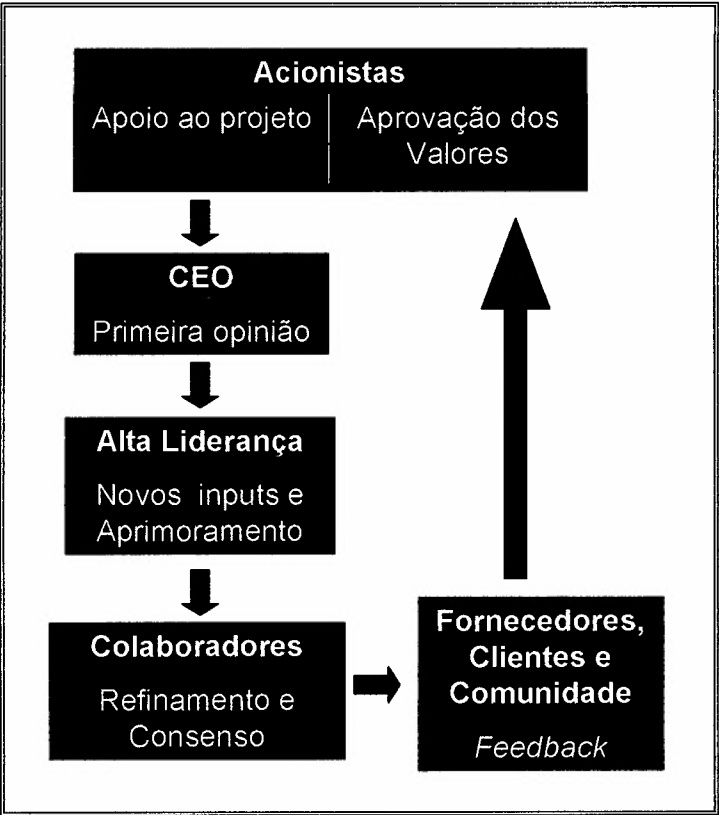 Acionistas
Apoio ao projeto
Aprovação dos
Valores
CEO
Primeira opinião
Alta Liderança
Novos inputs e
Aprimoramento
Colaboradores
Refinamento e
Consenso
Fornecedores,
Clientes e
Comunidade
Feedback